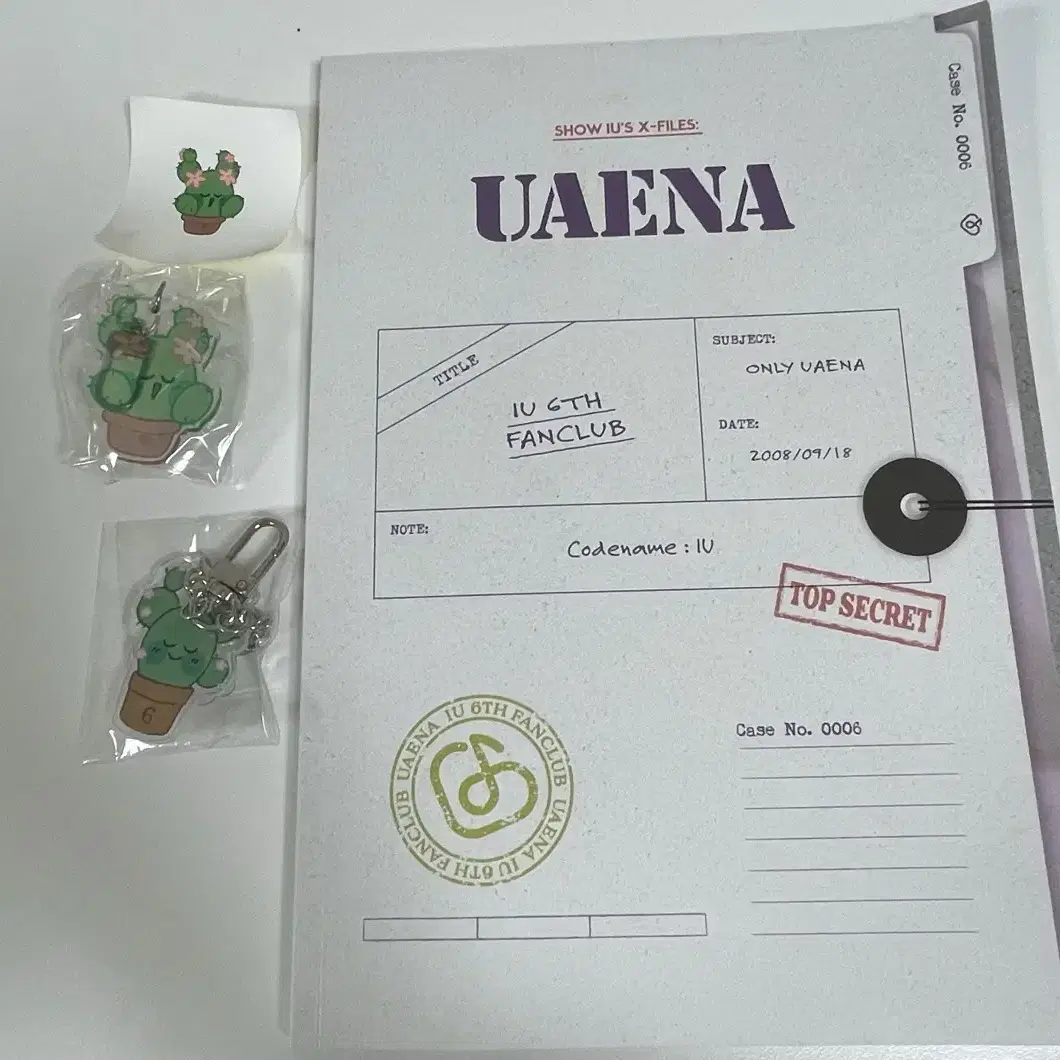 SHOW IU'S X-FILES:
UAENA
Case No. 0006
TITLE
IU 6TH
FANCLUB
SUBJECT:
ONLY UAENA
DATE:
2008/09/18
NOTE:
Codename : IU
TOP SECRET
UAENA IU 6TH FANCLUB UAENA IU 6TH FANCLUB
Case No. 0006
6